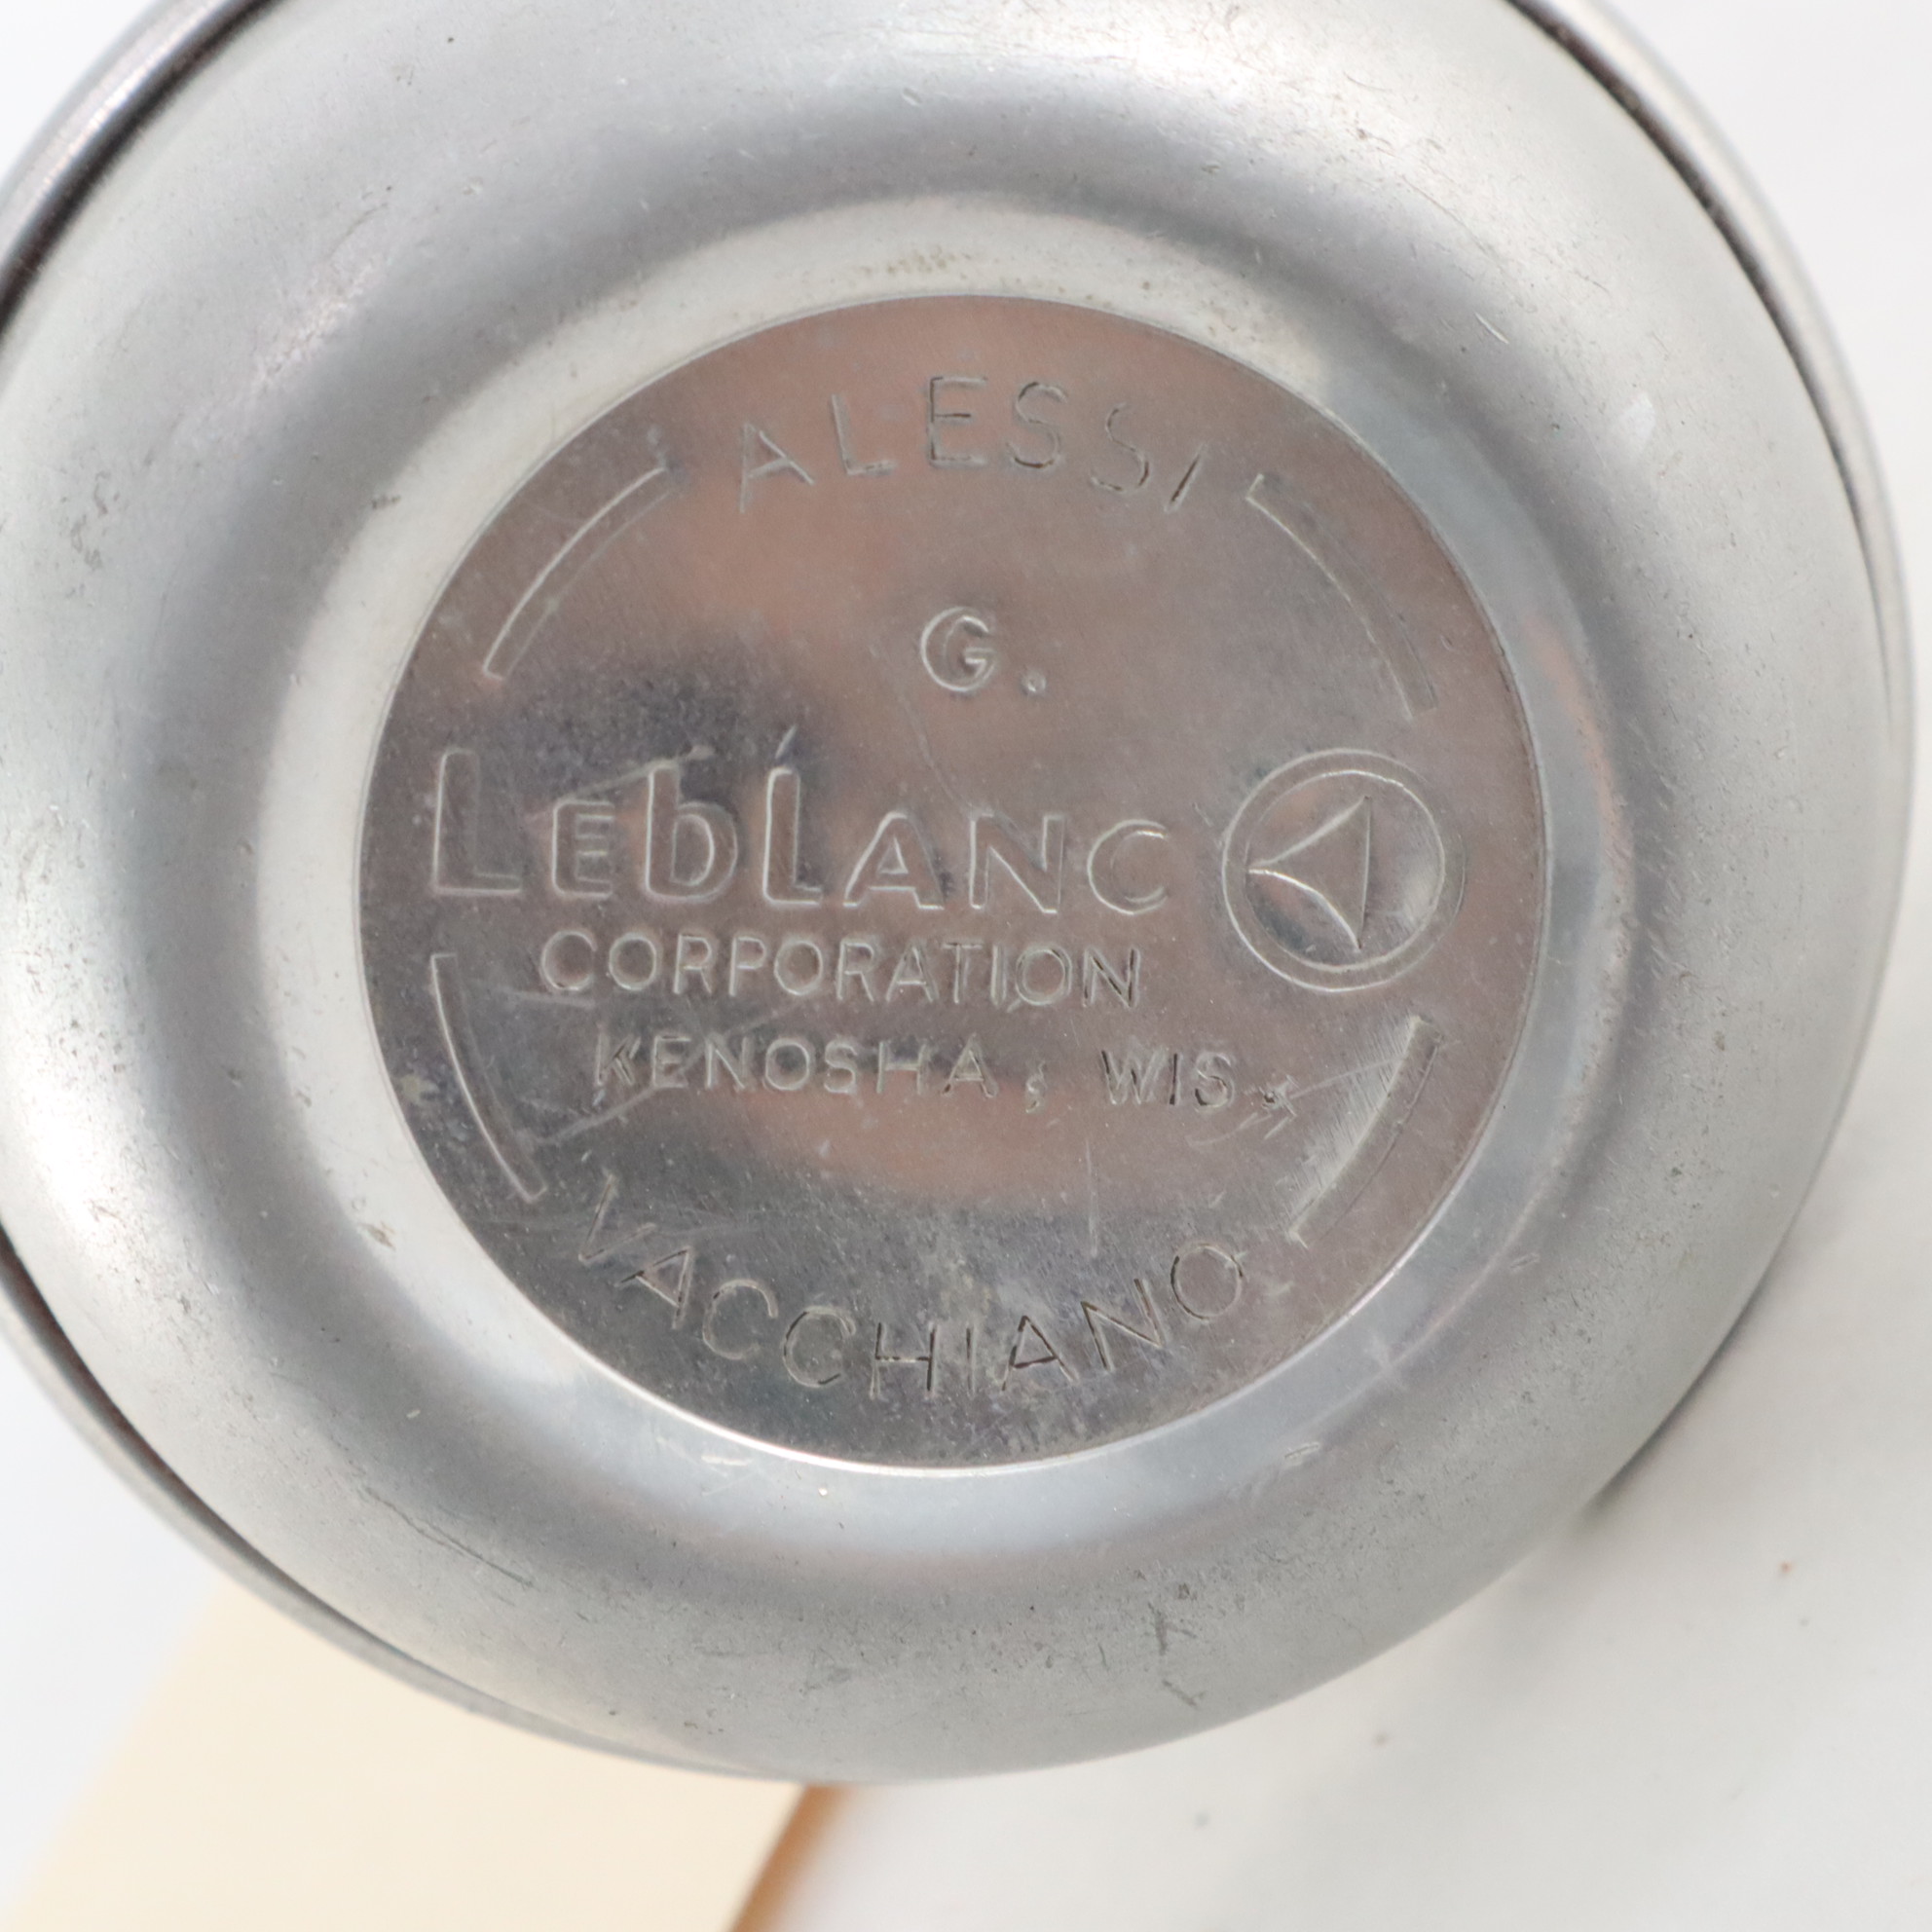 ALESSI
G.
LEbLANC
CORPORATION
KENOSHA, WIS.
VACCHIANO